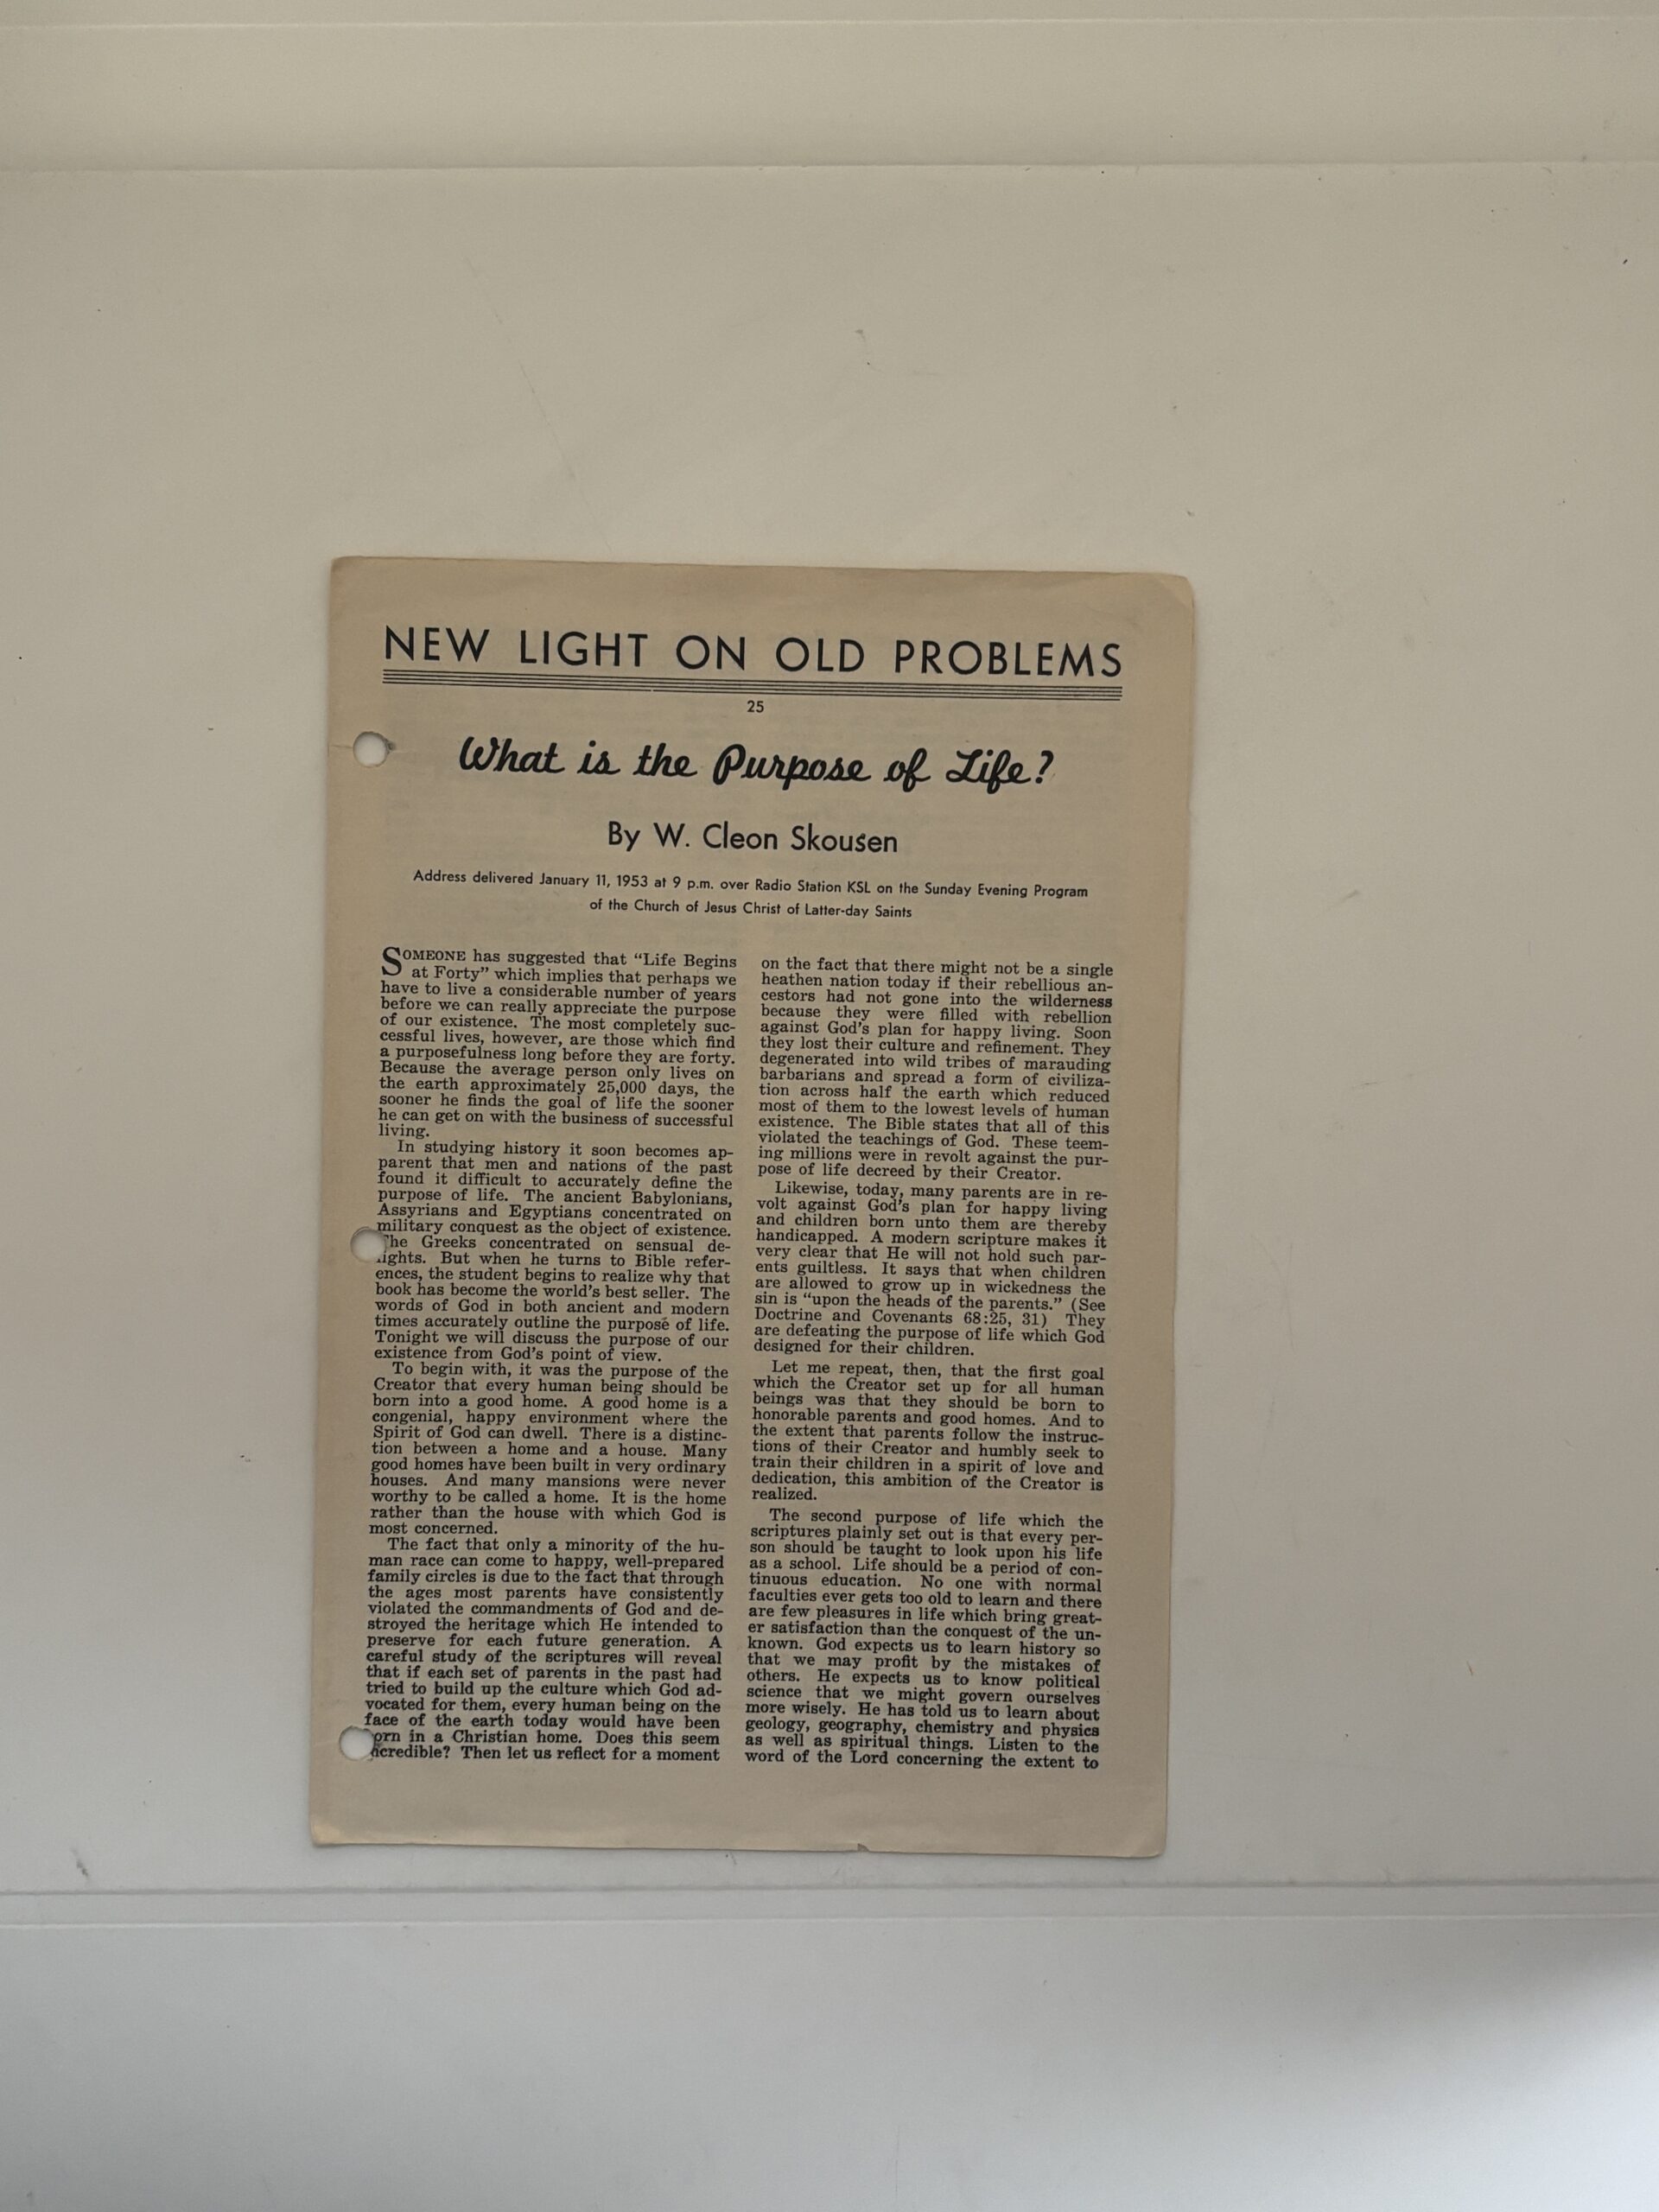 NEW LIGHT ON OLD PROBLEMS
25
What is the Purpose of Life?
By W. Cleon Skousen
Address delivered January 11, 1953 at 9 p.m. over Radio Station KSL on the Sunday Evening Program
of the Church of Jesus Christ of Latter-day Saints
SOMEONE has suggested that "Life Begins
at Forty" which implies that perhaps we
have to live a considerable number of years
before we can really appreciate the purpose
of our existence. The most completely suc-
cessful lives, however, are those which find
a purposefulness long before they are forty.
Because the average person only lives on
the earth approximately 25,000 days, the
sooner he finds the goal of life the sooner
he can get on with the business of successful
living.
In studying history it soon becomes ap-
parent that men and nations of the past
found it difficult to accurately define the
purpose of life. The ancient Babylonians,
Assyrians and Egyptians concentrated on
military conquest as the object of existence.
The Greeks concentrated on sensual de-
lights. But when he turns to Bible refer-
ences, the student begins to realize why that
book has become the world's best seller. The
words of God in both ancient and modern
times accurately outline the purpose of life.
Tonight we will discuss the purpose of our
existence from God's point of view.
To begin with, it was the purpose of the
Creator that every human being should be
born into a good home. A good home is a
congenial, happy environment where the
Spirit of God can dwell. There is a distinc-
tion between a home and a house. Many
good homes have been built in very ordinary
houses. And many mansions were never
worthy to be called a home. It is the home
rather than the house with which God is
most concerned.
The fact that only a minority of the hu-
man race can come to happy, well-prepared
family circles is due to the fact that through
the ages most parents have consistently
violated the commandments of God and de-
stroyed the heritage which He intended to
preserve for each future generation. A
careful study of the scriptures will reveal
that if each set of parents in the past had
tried to build up the culture which God ad-
vocated for them, every human being on the
face of the earth today would have been
orn in a Christian home. Does this seem
ncredible? Then let us reflect for a moment
on the fact that there might not be a single
heathen nation today if their rebellious an-
cestors had not gone into the wilderness
because they were filled with rebellion
against God's plan for happy living. Soon
they lost their culture and refinement. They
degenerated into wild tribes of marauding
barbarians and spread a form of civiliza-
tion across half the earth which reduced
most of them to the lowest levels of human
existence. The Bible states that all of this
violated the teachings of God. These teem-
ing millions were in revolt against the pur-
pose of life decreed by their Creator.
Likewise, today, many parents are in re-
volt against God's plan for happy living
and children born unto them are thereby
handicapped. A modern scripture makes it
very clear that He will not hold such par-
ents guiltless. It says that when children
are allowed to grow up in wickedness the
sin is "upon the heads of the parents." (See
Doctrine and Covenants 68:25, 31) They
are defeating the purpose of life which God
designed for their children.
Let me repeat, then, that the first goal
which the Creator set up for all human
beings was that they should be born to
honorable parents and good homes. And to
the extent that parents follow the instruc-
tions of their Creator and humbly seek to
train their children in a spirit of love and
dedication, this ambition of the Creator is
realized.
The second purpose of life which the
scriptures plainly set out is that every per-
son should be taught to look upon his life
as a school. Life should be a period of con-
tinuous education. No one with normal
faculties ever gets too old to learn and there
are few pleasures in life which bring great-
er satisfaction than the conquest of the un-
known. God expects us to learn history so
that we may profit by the mistakes of
others. He expects us to know political
science that we might govern ourselves
more wisely. He has told us to learn about
geology, geography, chemistry and physics
as well as spiritual things. Listen to the
word of the Lord concerning the extent to